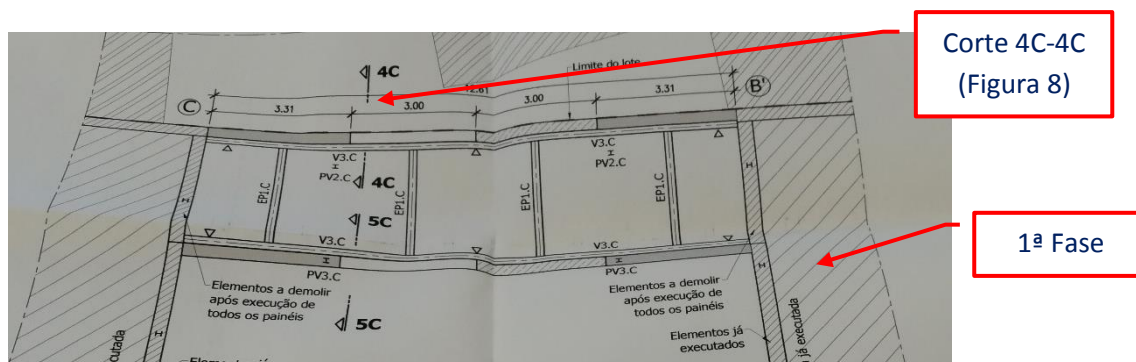 Corte 4C-4C
(Figura 8)
4C
Limite do lote
12.61
C
B'
3.31
3.00
3.00
3.31
V3.C
PV2.C
4C
V3.C
PV2.C
EP1.C
EP1.C
EP1.C
EP1.C
5C
1ª Fase
V3.C
V3.C
PV3.C
PV3.C
Elementos a demolir
após execução de
todos os painéis
Elementos a demolir
após execução de
todos os painéis
5C
Elementos já
executados
já executada